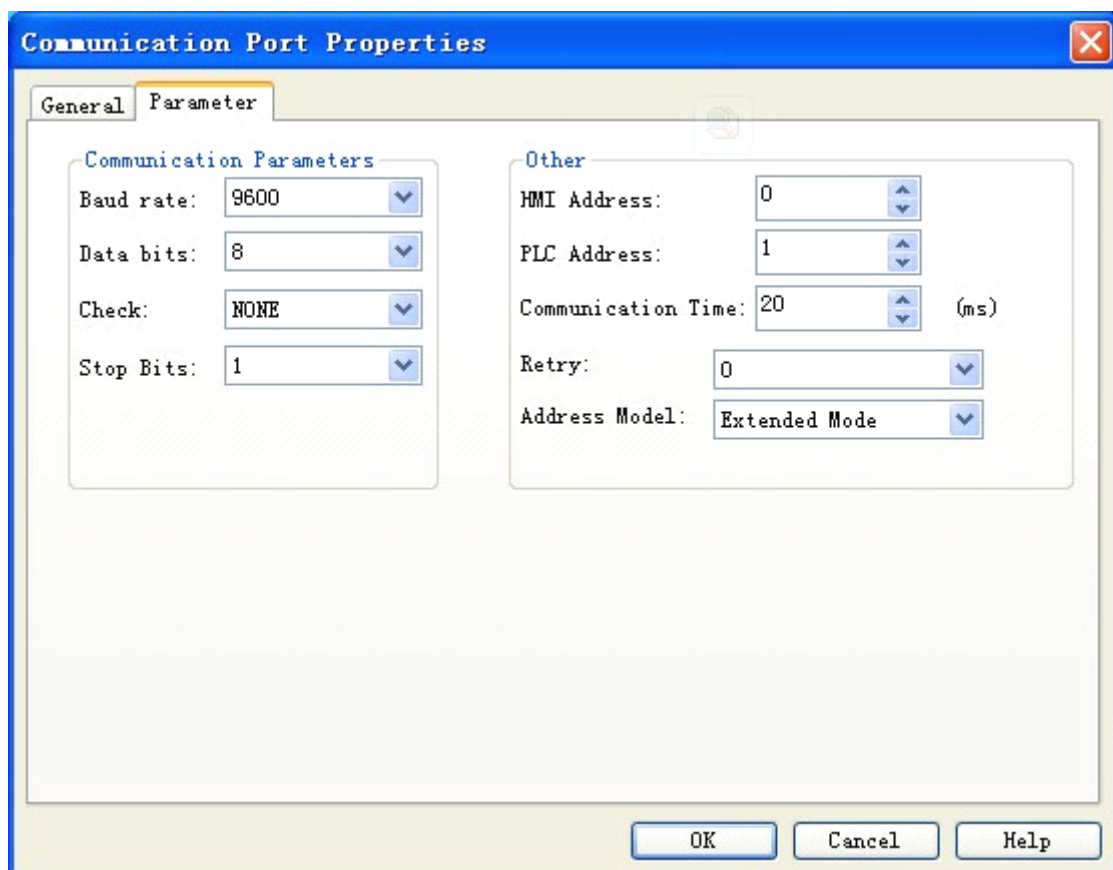 Communication Port Properties
General Parameter
Communication Parameters
Baud rate: 9600
Data bits: 8
Check: NONE
Stop Bits: 1
Other
HMI Address: 0
PLC Address: 1
Communication Time: 20 (ms)
Retry: 0
Address Model: Extended Mode
OK Cancel Help